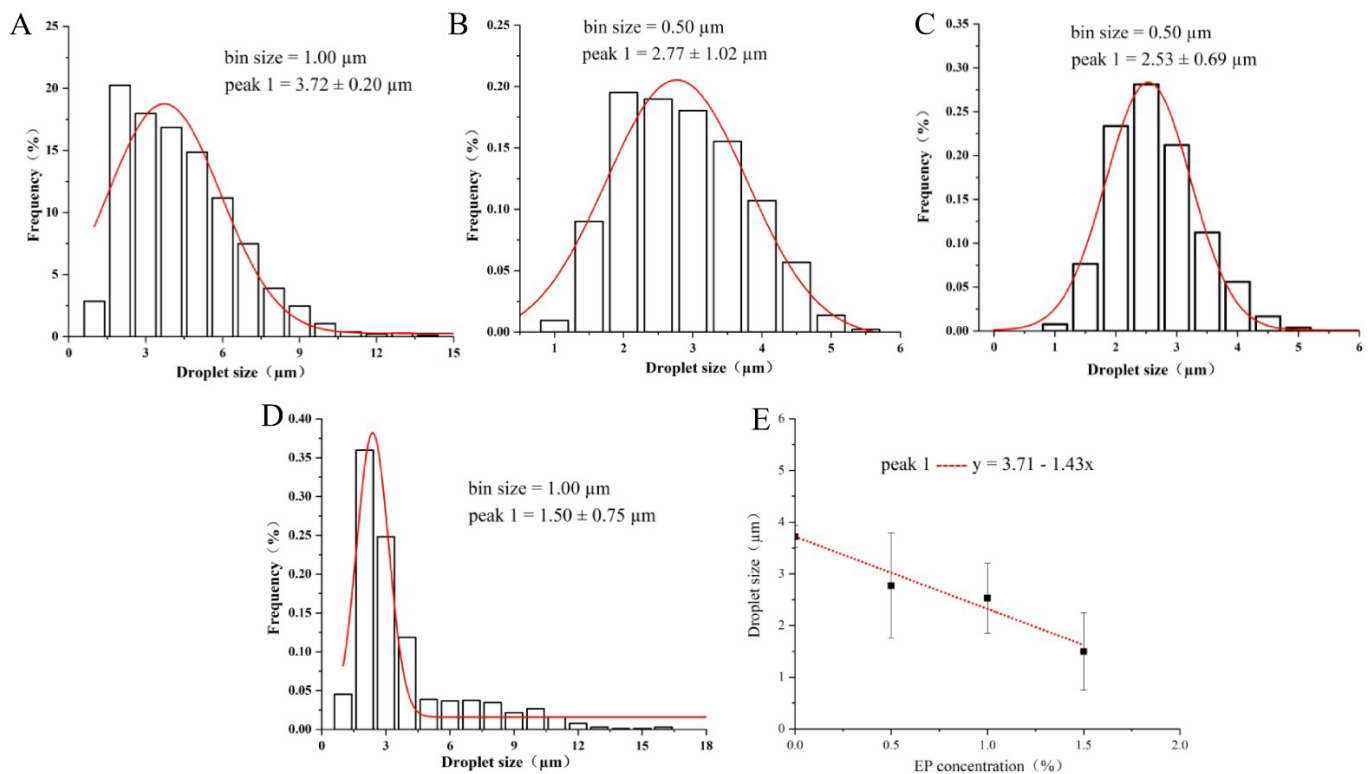 A
bin size = 1.00 µm
peak 1 = 3.72 ± 0.20 µm
Frequency（%）
25
20
15
10
5
0
0 3 6 9 12 15
Droplet size（µm）
B
bin size = 0.50 µm
peak 1 = 2.77 ± 1.02 µm
Frequency（%）
0.25
0.20
0.15
0.10
0.05
0.00
1 2 3 4 5 6
Droplet size（µm）
C
bin size = 0.50 µm
peak 1 = 2.53 ± 0.69 µm
Frequency（%）
0.35
0.30
0.25
0.20
0.15
0.10
0.05
0.00
0 1 2 3 4 5 6
Droplet size（µm）
D
bin size = 1.00 µm
peak 1 = 1.50 ± 0.75 µm
Frequency（%）
0.40
0.35
0.30
0.25
0.20
0.15
0.10
0.05
0.00
0 3 6 9 12 15 18
Droplet size（µm）
E
peak 1 y = 3.71 - 1.43x
Droplet size（µm）
6
5
4
3
2
1
0
0.0 0.5 1.0 1.5 2.0
EP concentration（%）